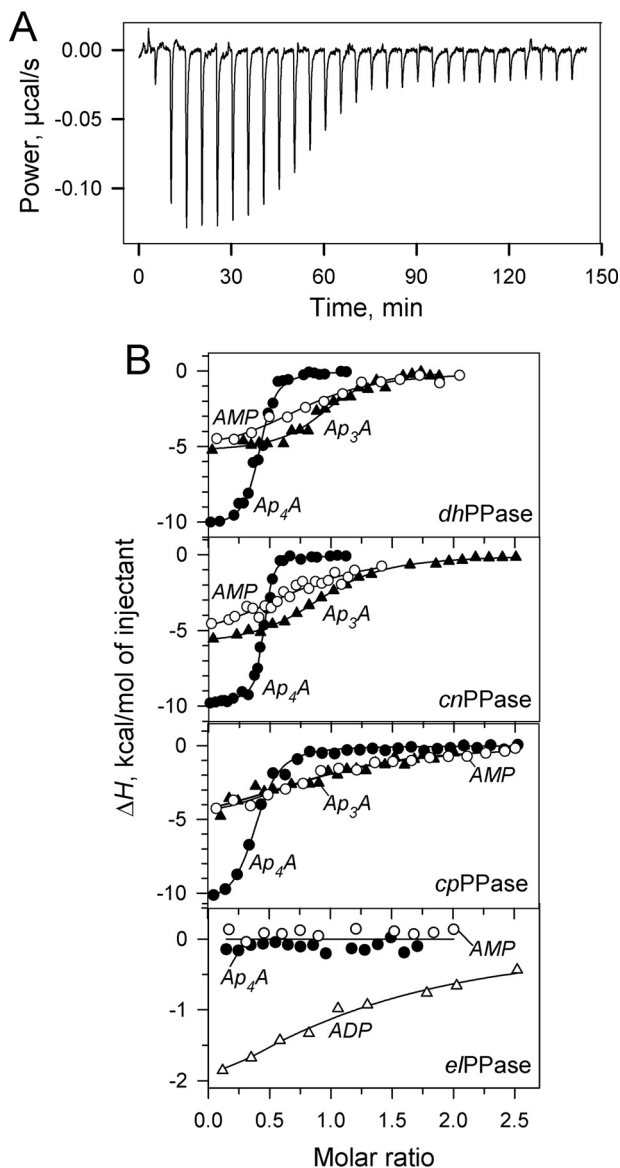 A
0.00
-0.05
-0.10
Power, µcal/s
0 30 60 90 120 150
Time, min
B
0
-5
-10
AMP
Ap3A
Ap4A
dhPPase
0
-5
-10
AMP
Ap3A
Ap4A
cnPPase
0
-5
-10
AMP
Ap3A
Ap4A
cpPPase
0
-1
-2
Ap4A
AMP
ADP
elPPase
ΔH, kcal/mol of injectant
0.0 0.5 1.0 1.5 2.0 2.5
Molar ratio